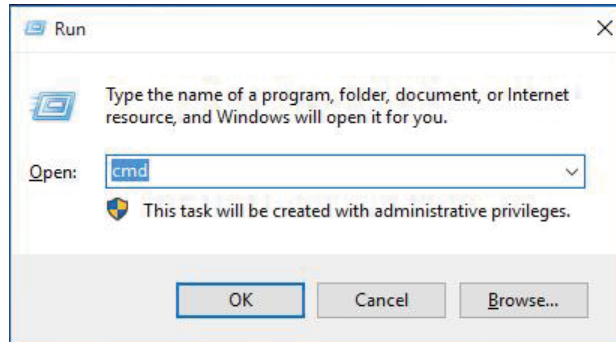 Run
Type the name of a program, folder, document, or Internet
resource, and Windows will open it for you.
Open:
cmd
This task will be created with administrative privileges.
OK
Cancel
Browse...